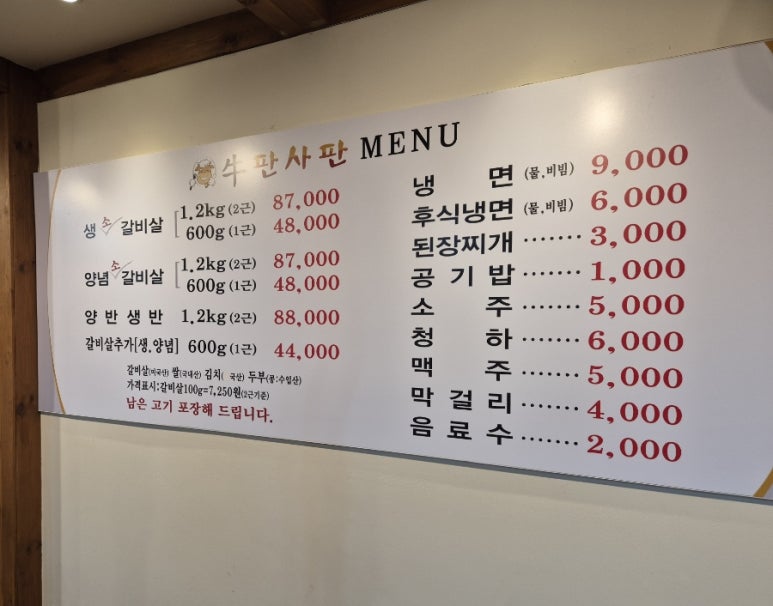 牛판사판 MENU
생 소 갈비살 1.2kg (2근) 87,000
600g (1근) 48,000
양념 소 갈비살 1.2kg (2근) 87,000
600g (1근) 48,000
양반생반 1.2kg (2근) 88,000
갈비살추가[생.양념] 600g (1근) 44,000
갈비살(미국산) 쌀(국내산) 김치( 국산) 두부(콩:수입산)
가격표시:갈비살100g=7,250원(2근기준)
남은 고기 포장해 드립니다.
냉 면 (물.비빔) 9,000
후식냉면 (물.비빔) 6,000
된장찌개 ······· 3,000
공 기 밥 ······· 1,000
소 주 ······· 5,000
청 하 ······· 6,000
맥 주 ······· 5,000
막 걸 리 ······· 4,000
음 료 수 ······· 2,000